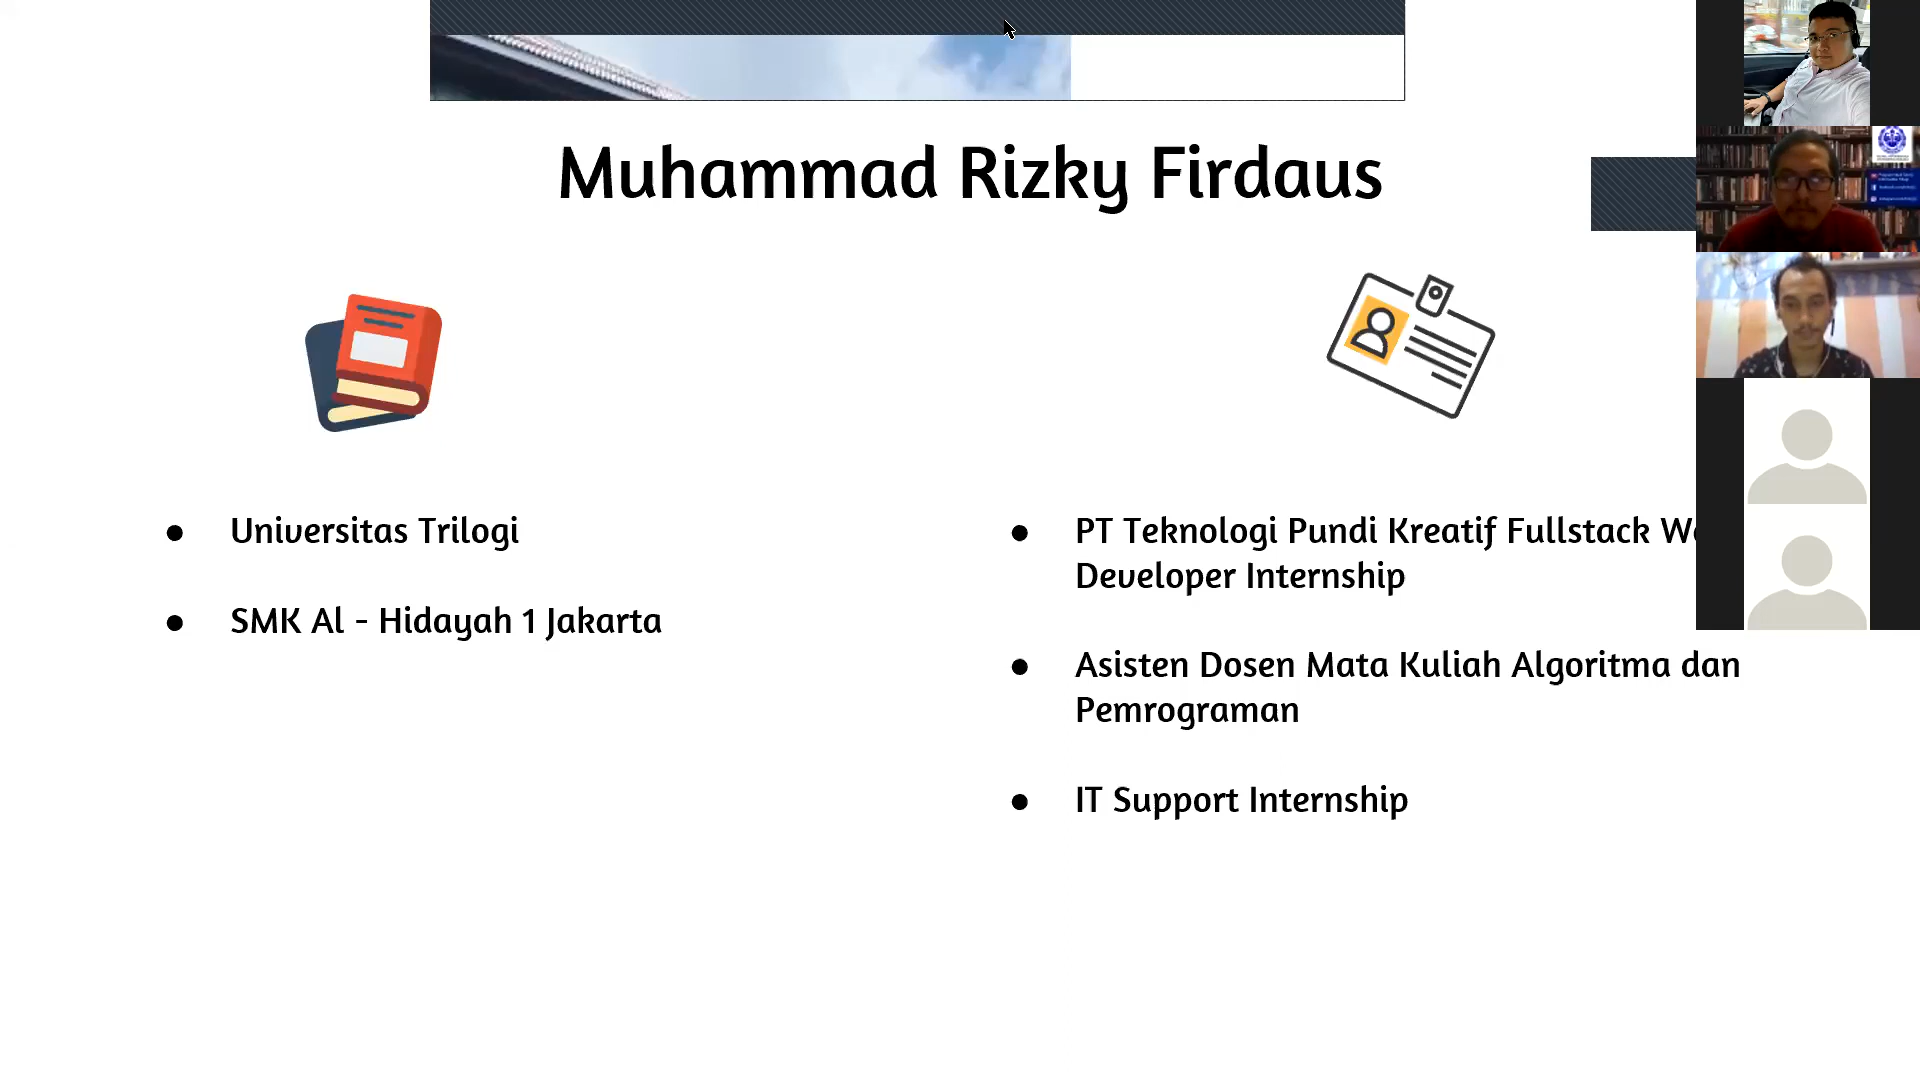 Muhammad Rizky Firdaus
● Universitas Trilogi
● SMK Al - Hidayah 1 Jakarta
● PT Teknologi Pundi Kreatif Fullstack
Developer Internship
● Asisten Dosen Mata Kuliah Algoritma dan
Pemrograman
● IT Support Internship